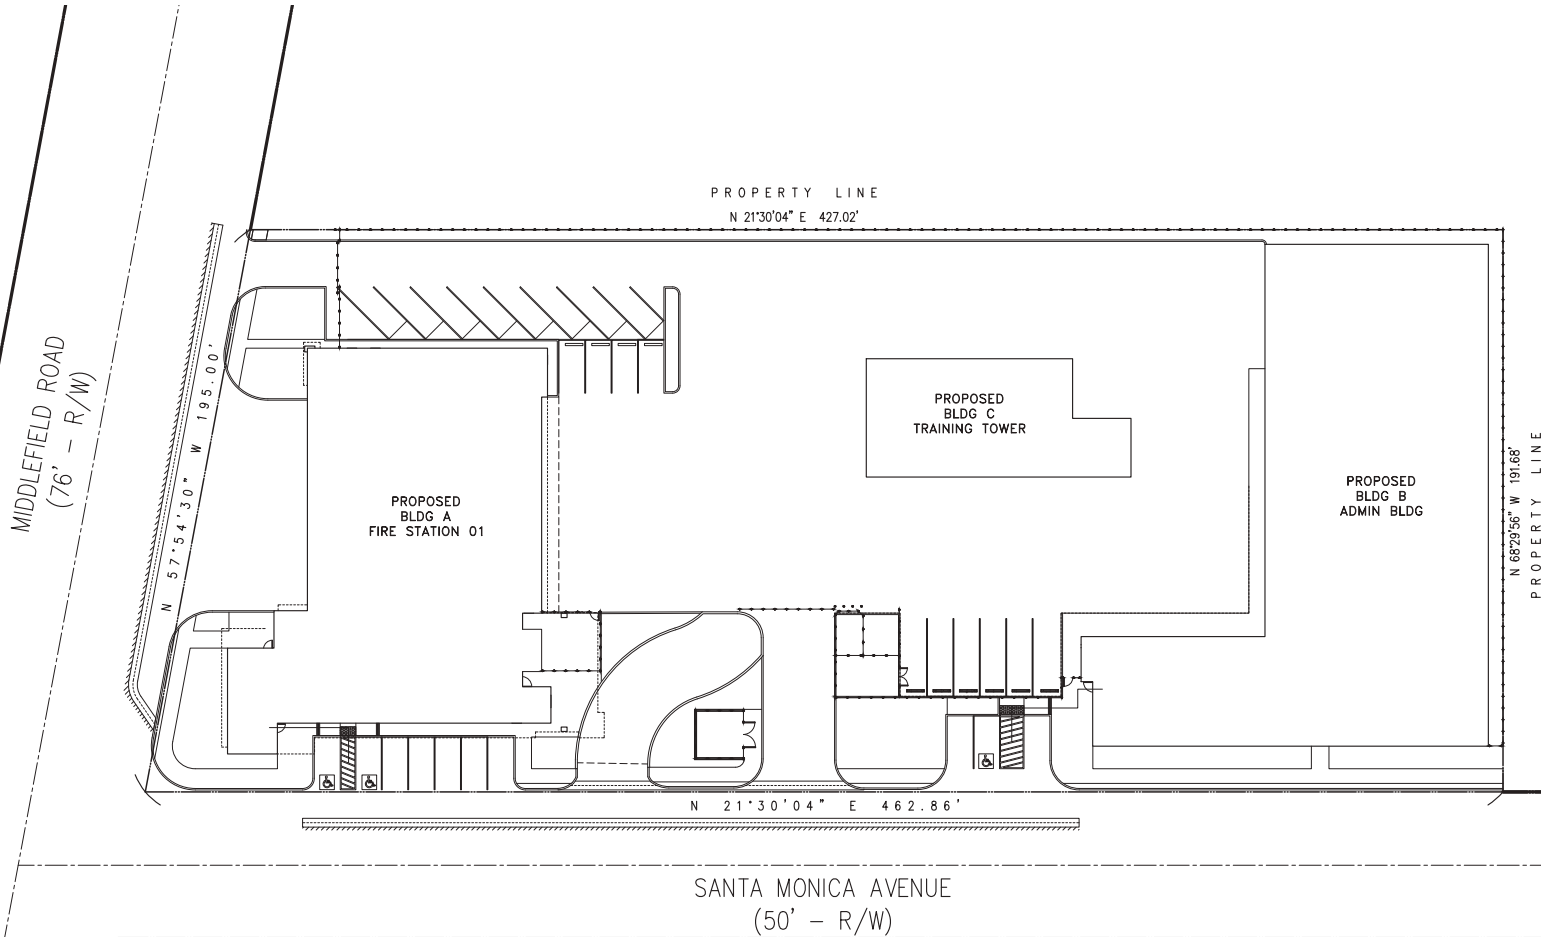 PROPERTY LINE
N 21°30'04" E 427.02'
MIDDLEFIELD ROAD
(76' - R/W)
N 57°54'30" W 195.00'
PROPOSED
BLDG C
TRAINING TOWER
PROPOSED
BLDG A
FIRE STATION 01
PROPOSED
BLDG B
ADMIN BLDG
N 68°29'56" W 191.68'
PROPERTY LINE
N 21°30'04" E 462.86'
SANTA MONICA AVENUE
(50' - R/W)